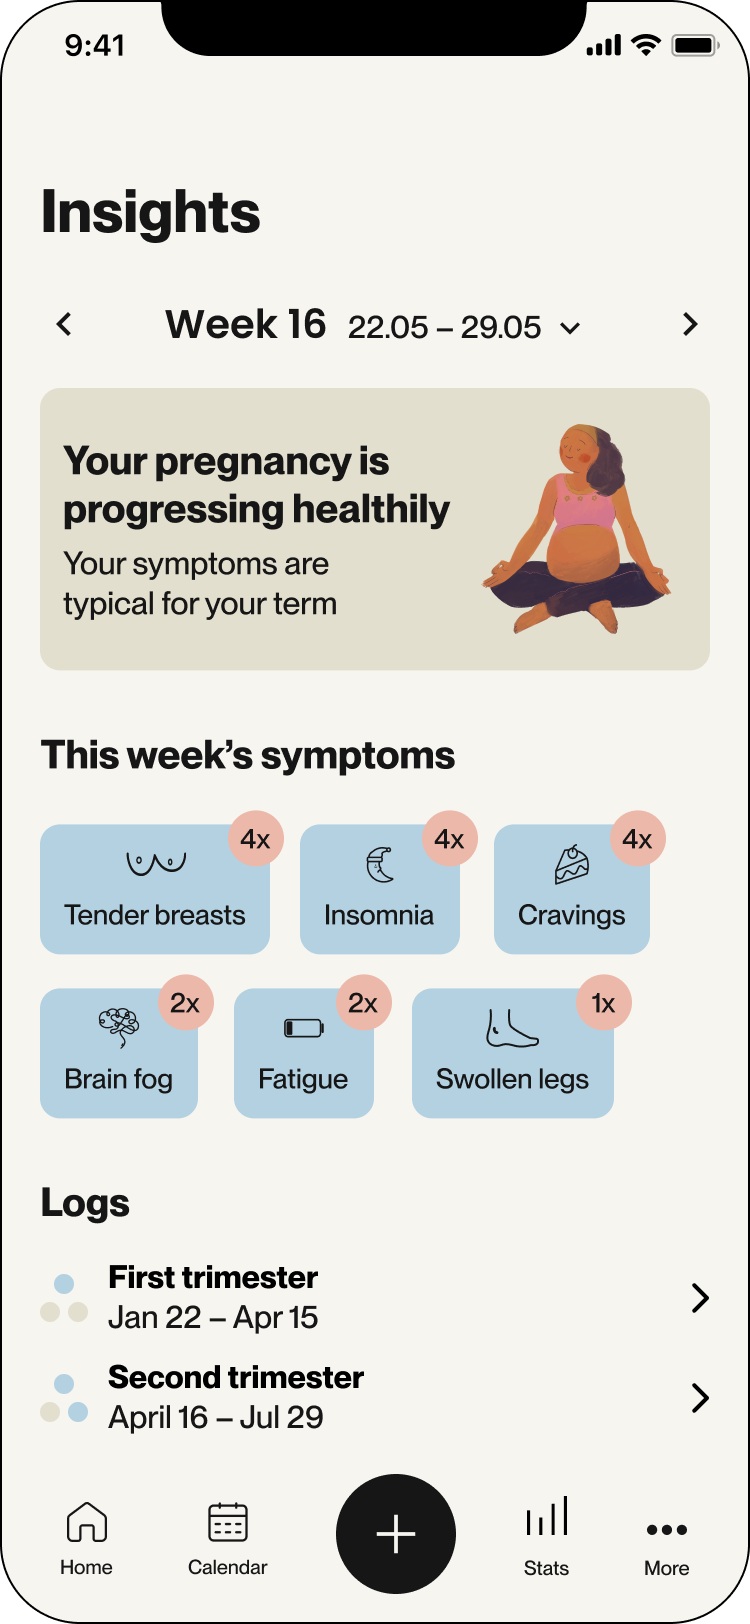 9:41
Insights
Week 16 22.05 – 29.05
Your pregnancy is
progressing healthily
Your symptoms are
typical for your term
This week’s symptoms
4x
Tender breasts
4x
Insomnia
4x
Cravings
2x
Brain fog
2x
Fatigue
1x
Swollen legs
Logs
First trimester
Jan 22 – Apr 15
Second trimester
April 16 – Jul 29
Home
Calendar
Stats
More